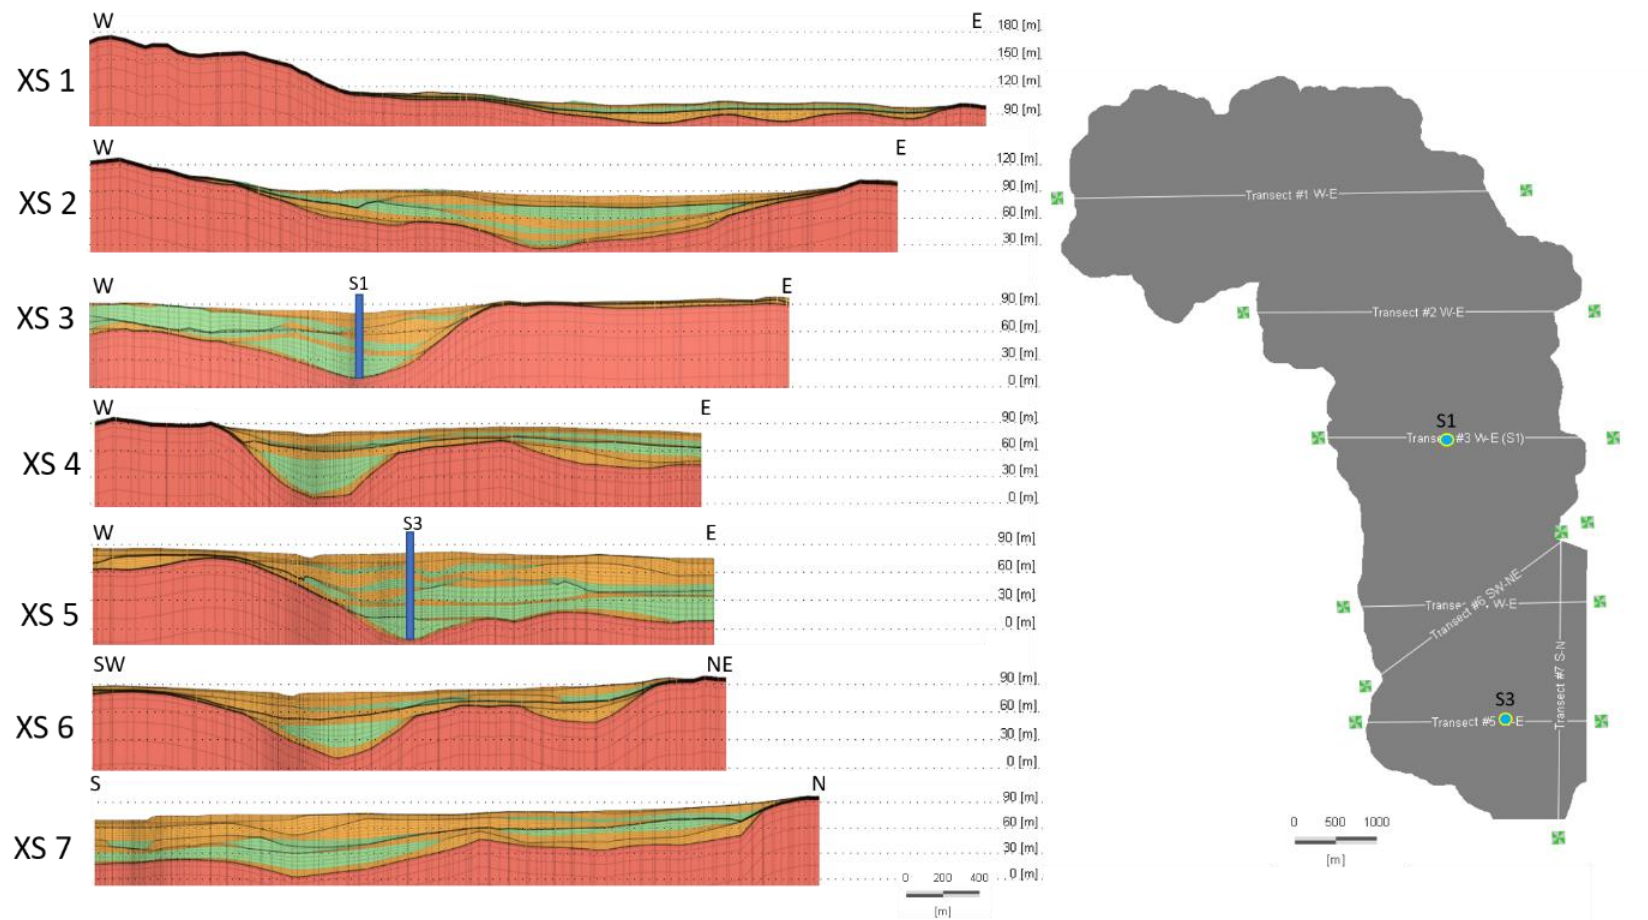 W E
180 [m]
150 [m]
XS 1
120 [m]
90 [m]
W E
120 [m]
90 [m]
XS 2
60 [m]
30 [m]
W S1 E
90 [m]
XS 3
60 [m]
30 [m]
0 [m]
W E
90 [m]
60 [m]
XS 4
30 [m]
0 [m]
W S3 E
90 [m]
60 [m]
30 [m]
XS 5
0 [m]
SW NE
90 [m]
60 [m]
XS 6
30 [m]
0 [m]
S N
90 [m]
60 [m]
XS 7
30 [m]
0 [m]
0 200 400
[m]
Transect #1 W-E
Transect #2 W-E
S1
#3 W-E (S1)
Transect #6 SW-NE
W-E
Transect #7 S-N
S3
Transect #5
0 500 1000
[m]